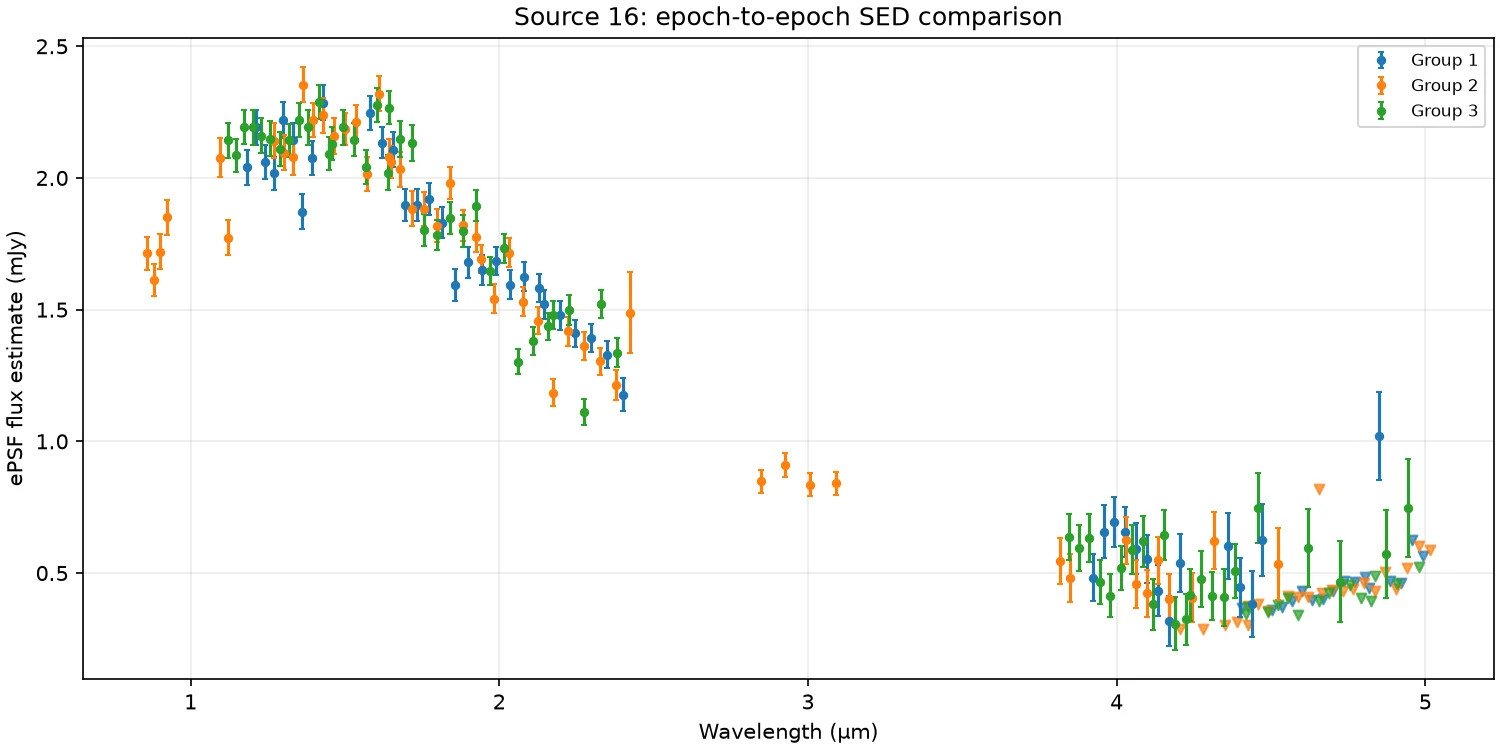 Source 16: epoch-to-epoch SED comparison
ePSF flux estimate (mJy)
2.5
2.0
1.5
1.0
0.5
Group 1
Group 2
Group 3
1
2
3
4
5
Wavelength (μm)